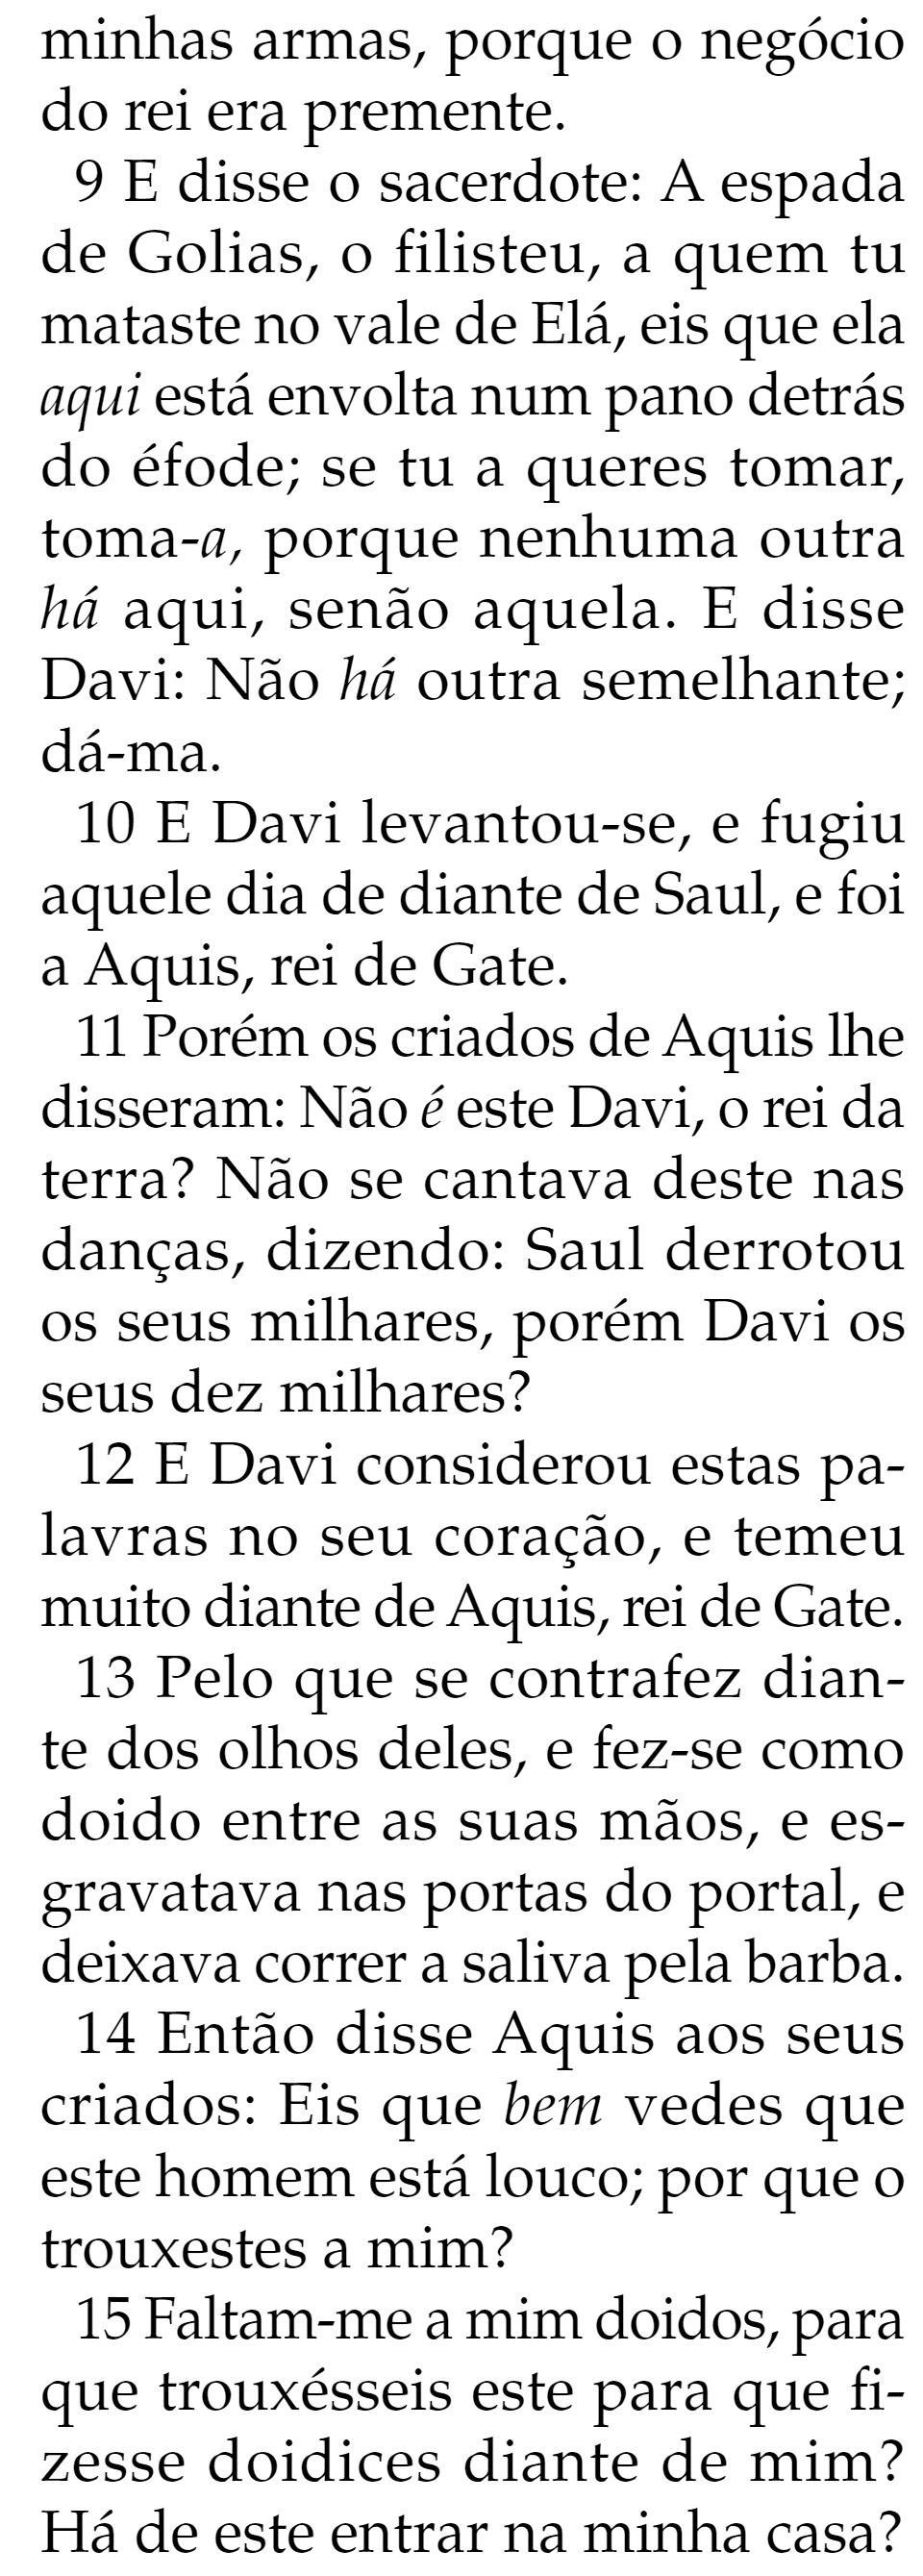 minhas armas, porque o negócio
do rei era premente.
9 E disse o sacerdote: A espada
de Golias, o filisteu, a quem tu
mataste no vale de Elá, eis que ela
aqui está envolta num pano detrás
do éfode; se tu a queres tomar,
toma-a, porque nenhuma outra
há aqui, senão aquela. E disse
Davi: Não há outra semelhante;
dá-ma.
10 E Davi levantou-se, e fugiu
aquele dia de diante de Saul, e foi
a Aquis, rei de Gate.
11 Porém os criados de Aquis lhe
disseram: Não é este Davi, o rei da
terra? Não se cantava deste nas
danças, dizendo: Saul derrotou
os seus milhares, porém Davi os
seus dez milhares?
12 E Davi considerou estas pa-
lavras no seu coração, e temeu
muito diante de Aquis, rei de Gate.
13 Pelo que se contrafez dian-
te dos olhos deles, e fez-se como
doido entre as suas mãos, e es-
gravatava nas portas do portal, e
deixava correr a saliva pela barba.
14 Então disse Aquis aos seus
criados: Eis que bem vedes que
este homem está louco; por que o
trouxestes a mim?
15 Faltam-me a mim doidos, para
que trouxésseis este para que fi-
zesse doidices diante de mim?
Há de este entrar na minha casa?